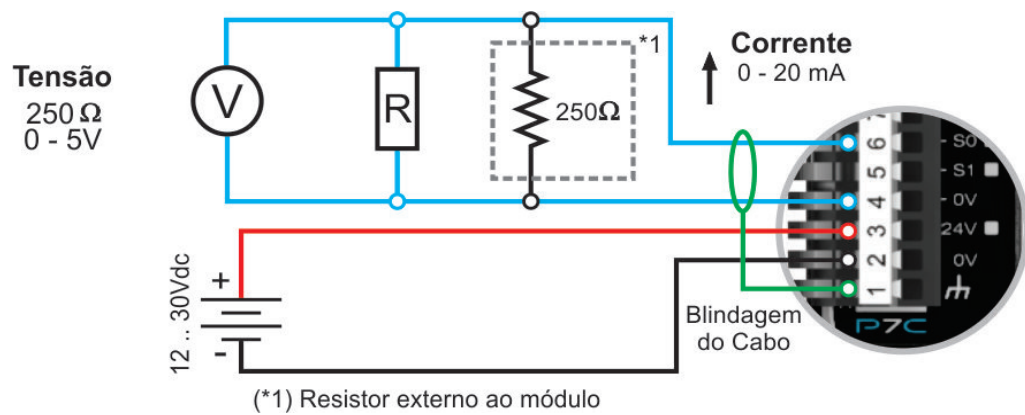 Tensão
250 Ω
0 - 5V
V
R
250Ω
*1
Corrente
0 - 20 mA
6
5
4
3
2
1
- S0
- S1
- 0V
24V
0V
P7C
12 .. 30Vdc
+
-
Blindagem
do Cabo
(*1) Resistor externo ao módulo